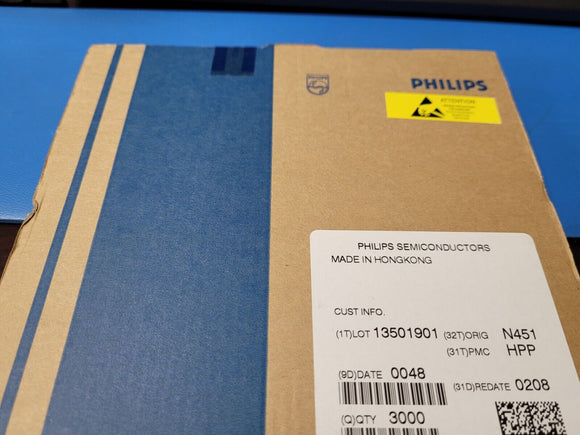 PHILIPS
ATTENTION
PHILIPS SEMICONDUCTORS
MADE IN HONGKONG
CUST INFO.
(1T)LOT 13501901 (32T)ORIG N451
(31T)PMC HPP
(9D)DATE 0048
(31D)REDATE 0208
(Q)QTY 3000